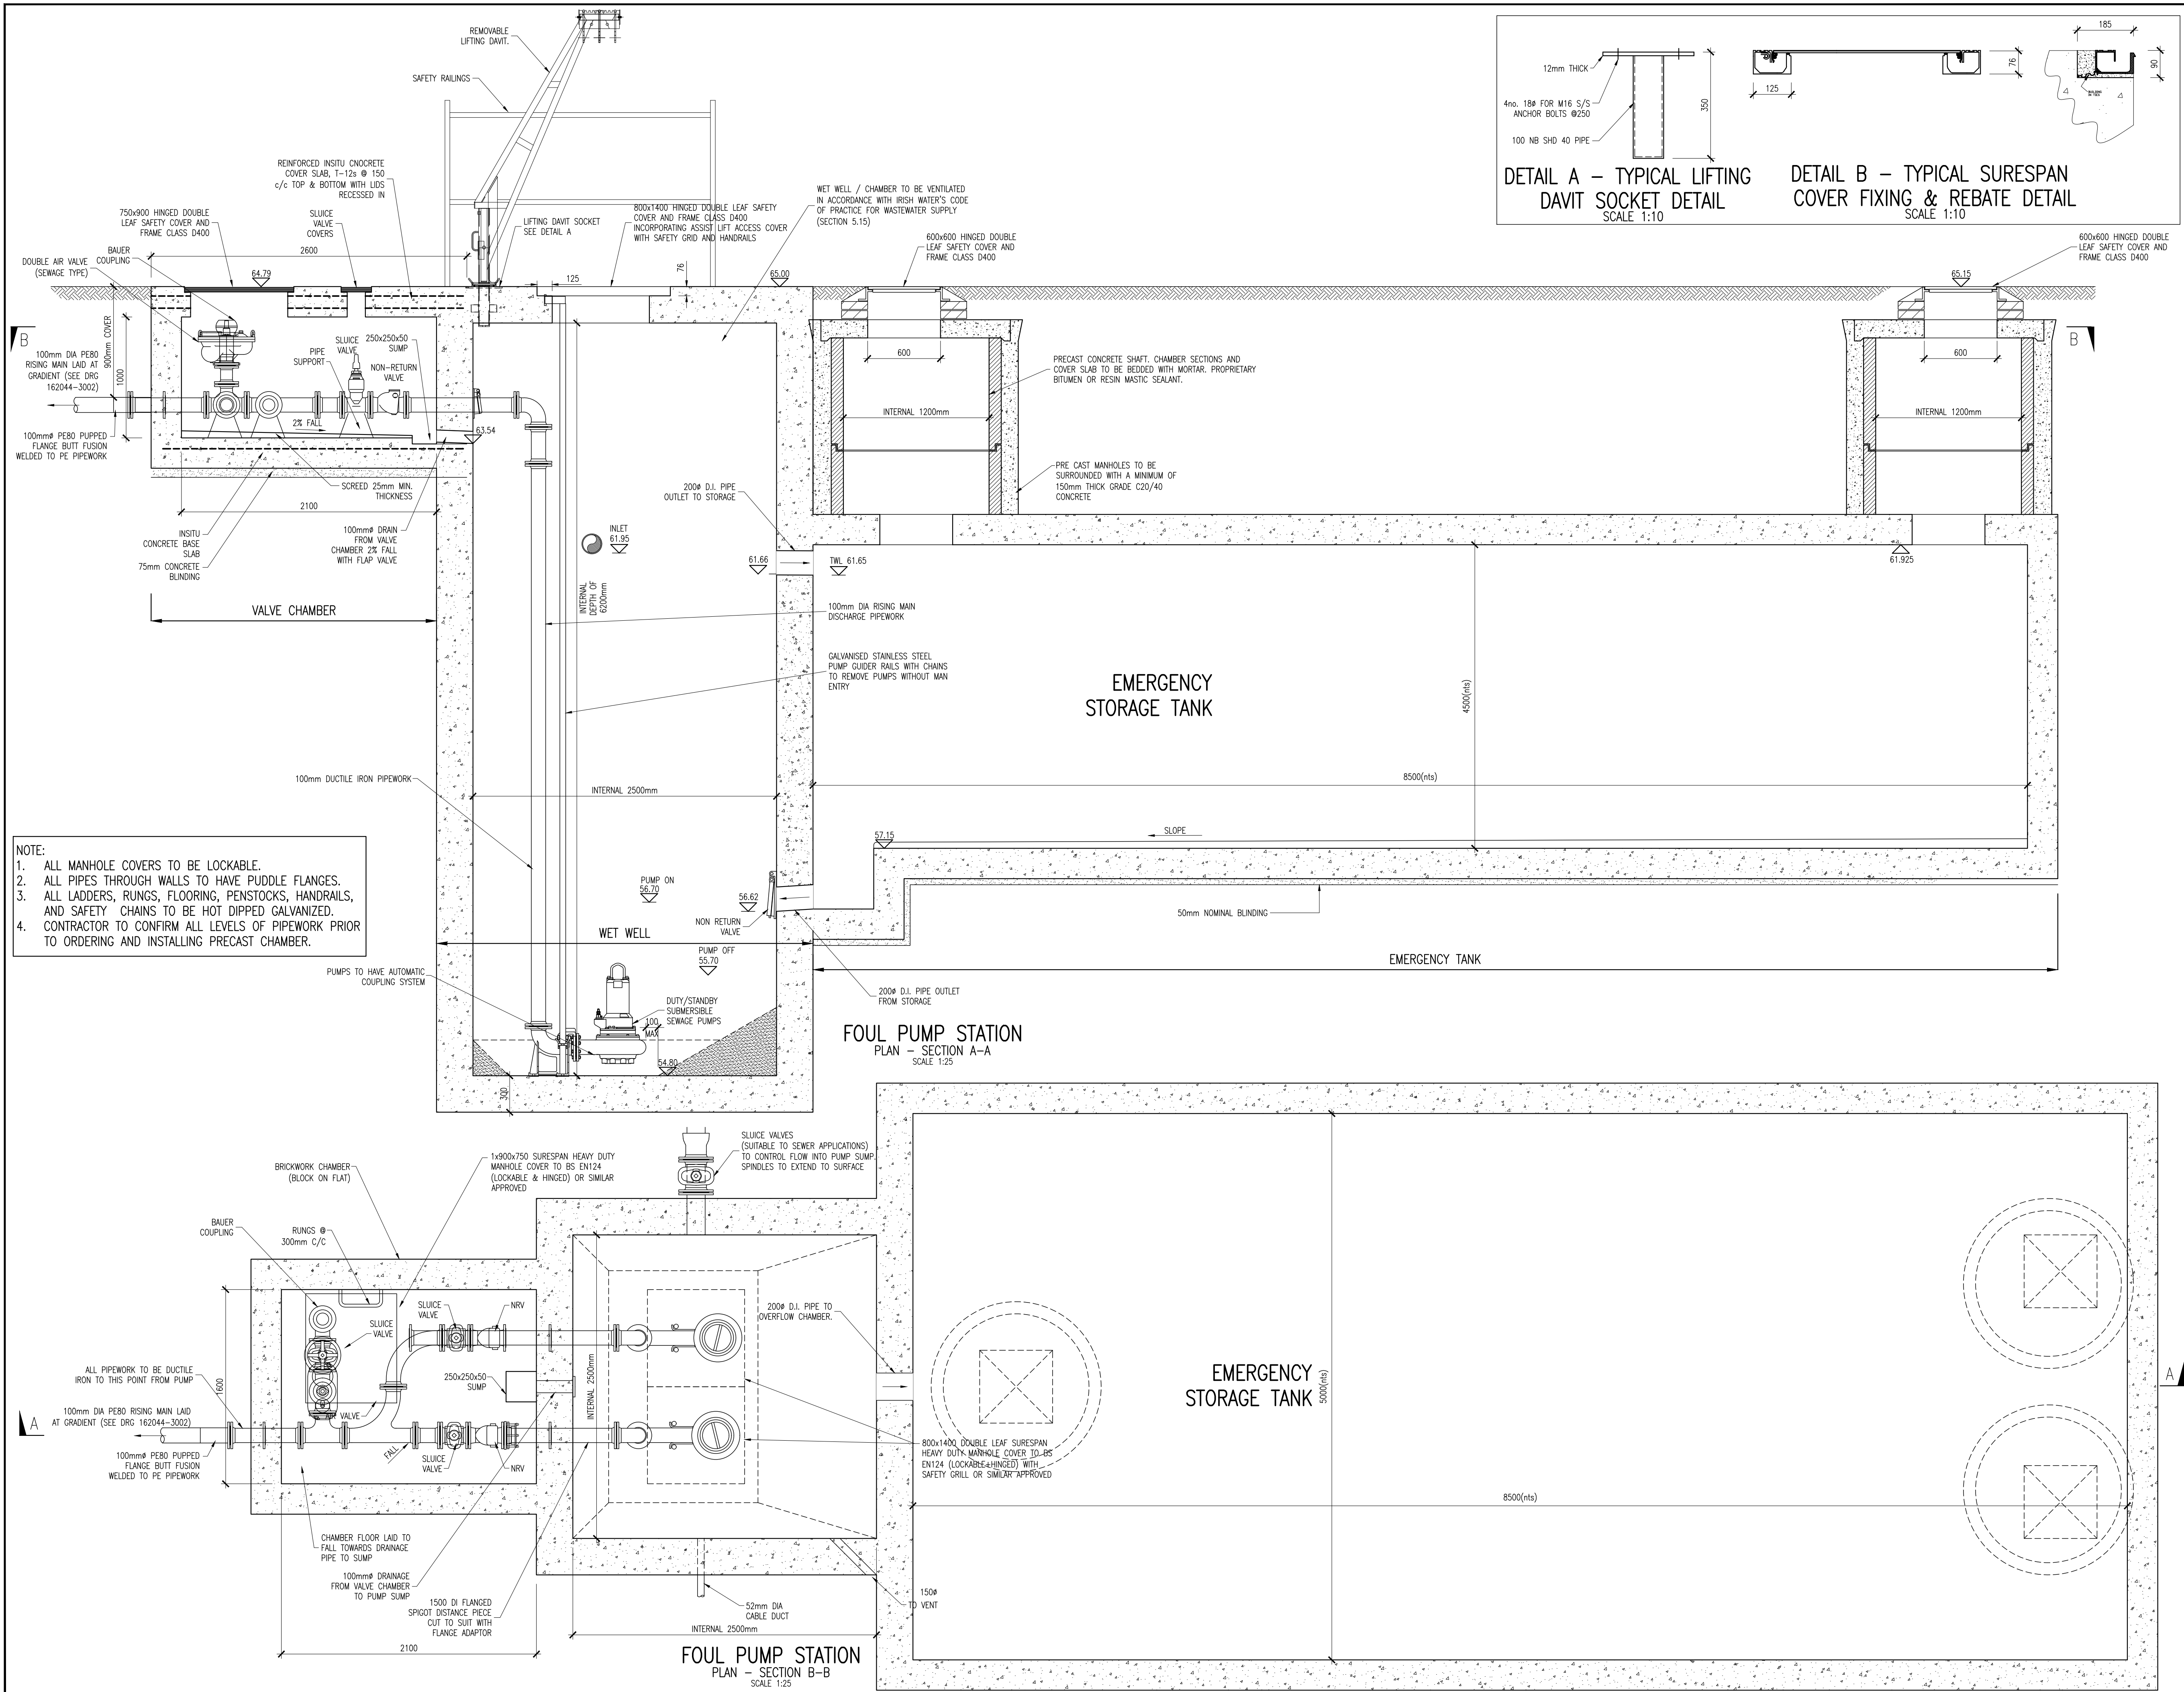 REMOVABLE
LIFTING DAVIT.
SAFETY RAILINGS
REINFORCED INSITU CNOCRETE
COVER SLAB, T-12s @ 150
c/c TOP & BOTTOM WITH LIDS
RECESSED IN
750x900 HINGED DOUBLE
LEAF SAFETY COVER AND
FRAME CLASS D400
SLUICE
VALVE
COVERS
LIFTING DAVIT SOCKET
SEE DETAIL A
800x1400 HINGED DOUBLE LEAF SAFETY
COVER AND FRAME CLASS D400
INCORPORATING ASSIST LIFT ACCESS COVER
WITH SAFETY GRID AND HANDRAILS
WET WELL / CHAMBER TO BE VENTILATED
IN ACCORDANCE WITH IRISH WATER'S CODE
OF PRACTICE FOR WASTEWATER SUPPLY
(SECTION 5.15)
600x600 HINGED DOUBLE
LEAF SAFETY COVER AND
FRAME CLASS D400
600x600 HINGED DOUBLE
LEAF SAFETY COVER AND
FRAME CLASS D400
12mm THICK
4no. 18ø FOR M16 S/S
ANCHOR BOLTS @250
100 NB SHD 40 PIPE
350
125
76
185
90
DETAIL A - TYPICAL LIFTING
DAVIT SOCKET DETAIL
SCALE 1:10
DETAIL B - TYPICAL SURESPAN
COVER FIXING & REBATE DETAIL
SCALE 1:10
BAUER
COUPLING
DOUBLE AIR VALVE
(SEWAGE TYPE)
2600
64.79
125
76
65.00
65.15
B
B
900mm COVER
1000
100mm DIA PE80
RISING MAIN LAID AT
GRADIENT (SEE DRG
162044-3002)
PIPE
SUPPORT
SLUICE
VALVE
250x250x50
SUMP
NON-RETURN
VALVE
2% FALL
63.54
100mmø PE80 PUPPED
FLANGE BUTT FUSION
WELDED TO PE PIPEWORK
SCREED 25mm MIN.
THICKNESS
2100
INSITU
CONCRETE BASE
SLAB
75mm CONCRETE
BLINDING
100mmø DRAIN
FROM VALVE
CHAMBER 2% FALL
WITH FLAP VALVE
VALVE CHAMBER
600
600
PRECAST CONCRETE SHAFT. CHAMBER SECTIONS AND
COVER SLAB TO BE BEDDED WITH MORTAR. PROPRIETARY
BITUMEN OR RESIN MASTIC SEALANT.
INTERNAL 1200mm
INTERNAL 1200mm
PRE CAST MANHOLES TO BE
SURROUNDED WITH A MINIMUM OF
150mm THICK GRADE C20/40
CONCRETE
200ø D.I. PIPE
OUTLET TO STORAGE
INLET
61.95
61.66
TWL 61.65
61.925
INTERNAL
DEPTH OF
6200mm
100mm DIA RISING MAIN
DISCHARGE PIPEWORK
GALVANISED STAINLESS STEEL
PUMP GUIDER RAILS WITH CHAINS
TO REMOVE PUMPS WITHOUT MAN
ENTRY
EMERGENCY
STORAGE TANK
4500(nts)
8500(nts)
100mm DUCTILE IRON PIPEWORK
INTERNAL 2500mm
57.15
SLOPE
NOTE:
1. ALL MANHOLE COVERS TO BE LOCKABLE.
2. ALL PIPES THROUGH WALLS TO HAVE PUDDLE FLANGES.
3. ALL LADDERS, RUNGS, FLOORING, PENSTOCKS, HANDRAILS,
AND SAFETY CHAINS TO BE HOT DIPPED GALVANIZED.
4. CONTRACTOR TO CONFIRM ALL LEVELS OF PIPEWORK PRIOR
TO ORDERING AND INSTALLING PRECAST CHAMBER.
PUMP ON
56.70
56.62
NON RETURN
VALVE
50mm NOMINAL BLINDING
WET WELL
PUMP OFF
55.70
EMERGENCY TANK
PUMPS TO HAVE AUTOMATIC
COUPLING SYSTEM
DUTY/STANDBY
SUBMERSIBLE
SEWAGE PUMPS
100
MAX
200ø D.I. PIPE OUTLET
FROM STORAGE
54.80
300
FOUL PUMP STATION
PLAN - SECTION A-A
SCALE 1:25
SLUICE VALVES
(SUITABLE TO SEWER APPLICATIONS)
TO CONTROL FLOW INTO PUMP SUMP.
SPINDLES TO EXTEND TO SURFACE
1x900x750 SURESPAN HEAVY DUTY
MANHOLE COVER TO BS EN124
(LOCKABLE & HINGED) OR SIMILAR
APPROVED
BRICKWORK CHAMBER
(BLOCK ON FLAT)
BAUER
COUPLING
RUNGS @
300mm C/C
SLUICE
VALVE
SLUICE
VALVE
NRV
200ø D.I. PIPE TO
OVERFLOW CHAMBER.
ALL PIPEWORK TO BE DUCTILE
IRON TO THIS POINT FROM PUMP
1600
250x250x50
SUMP
INTERNAL 2500mm
EMERGENCY
STORAGE TANK
5000(nts)
A
A
100mm DIA PE80 RISING MAIN LAID
AT GRADIENT (SEE DRG 162044-3002)
AIR VALVE
100mmø PE80 PUPPED
FLANGE BUTT FUSION
WELDED TO PE PIPEWORK
FALL
SLUICE
VALVE
NRV
800x1400 DOUBLE LEAF SURESPAN
HEAVY DUTY MANHOLE COVER TO BS
EN124 (LOCKABLE+HINGED) WITH
SAFETY GRILL OR SIMILAR APPROVED
8500(nts)
CHAMBER FLOOR LAID TO
FALL TOWARDS DRAINAGE
PIPE TO SUMP
100mmø DRAINAGE
FROM VALVE CHAMBER
TO PUMP SUMP
1500 DI FLANGED
SPIGOT DISTANCE PIECE
CUT TO SUIT WITH
FLANGE ADAPTOR
52mm DIA
CABLE DUCT
150ø
TO VENT
2100
INTERNAL 2500mm
FOUL PUMP STATION
PLAN - SECTION B-B
SCALE 1:25